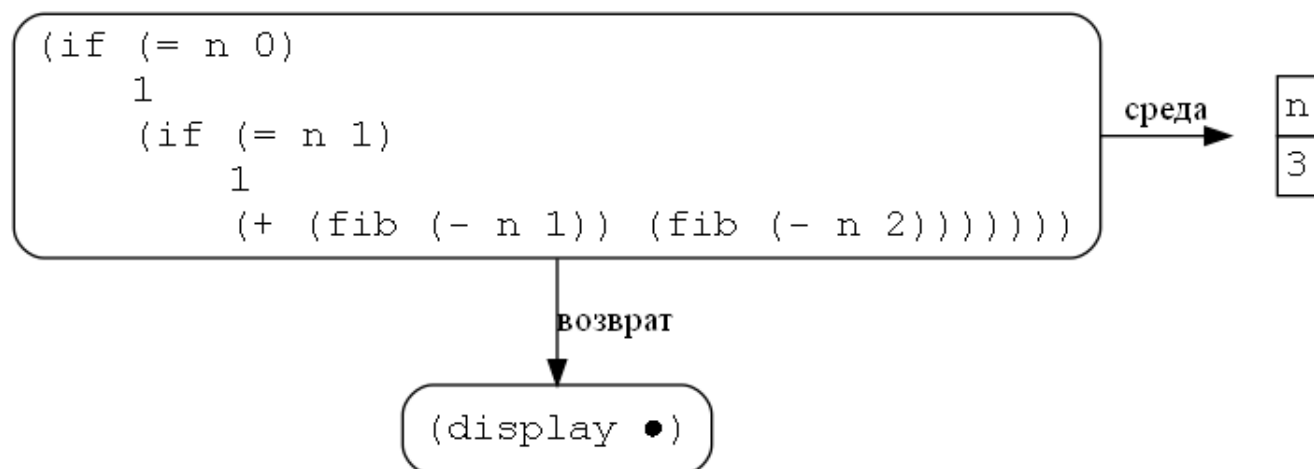 (if (= n 0)
1
(if (= n 1)
1
(+ (fib (- n 1)) (fib (- n 2)))))))
среда
n
3
возврат
(display ●)